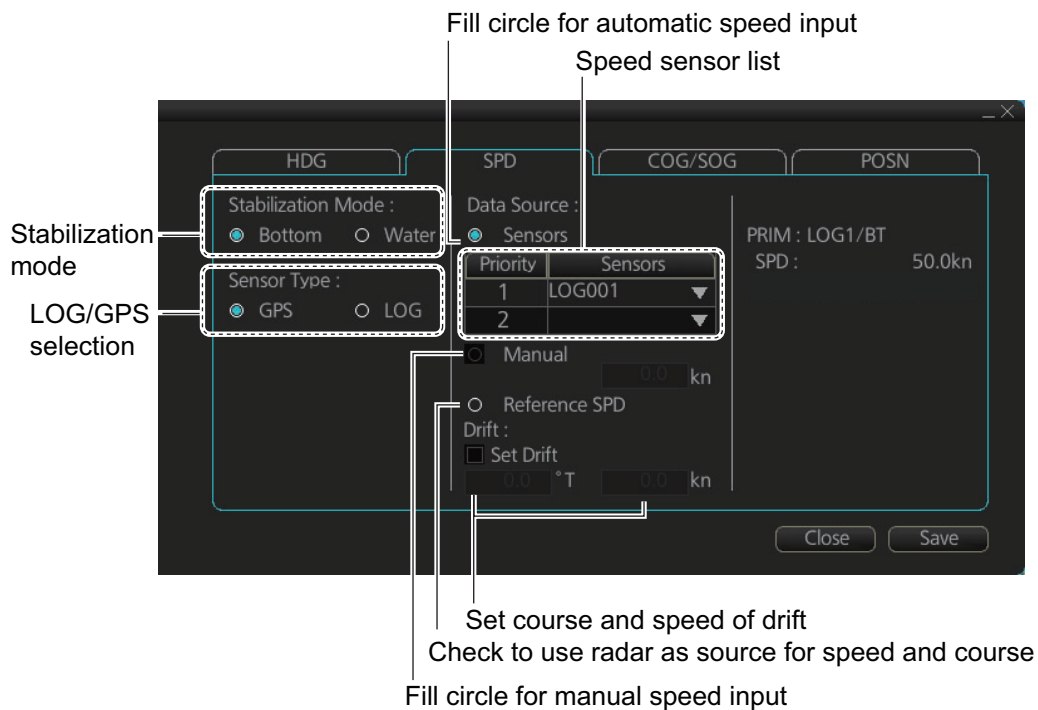 Fill circle for automatic speed input
Speed sensor list
HDG SPD COG/SOG POSN
Stabilization Mode :
Bottom Water
Sensor Type :
GPS LOG
Stabilization
mode
LOG/GPS
selection
Data Source :
Sensors
Priority Sensors
1 LOG001
2
Manual
0.0 kn
Reference SPD
Drift :
Set Drift
0.0 °T 0.0 kn
PRIM : LOG1/BT
SPD : 50.0kn
Close Save
Set course and speed of drift
Check to use radar as source for speed and course
Fill circle for manual speed input